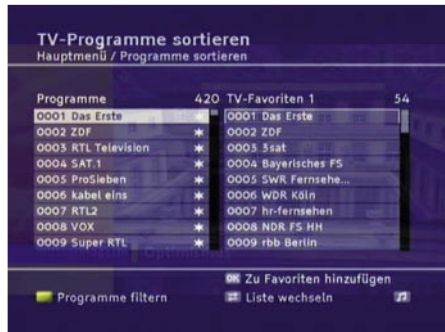 TV-Programme sortieren
Hauptmenü / Programme sortieren
Programme 420 TV-Favoriten 1 54
0001 Das Erste 0001 Das Erste
0002 ZDF 0002 ZDF
0003 RTL Television 0003 3sat
0004 SAT.1 0004 Bayerisches FS
0005 ProSieben 0005 SWR Fernsehe...
0006 kabel eins 0006 WDR Köln
0007 RTL2 0007 hr-fernsehen
0008 VOX 0008 NDR FS HH
0009 Super RTL 0009 rbb Berlin
OK Zu Favoriten hinzufügen
Programme filtern Liste wechseln